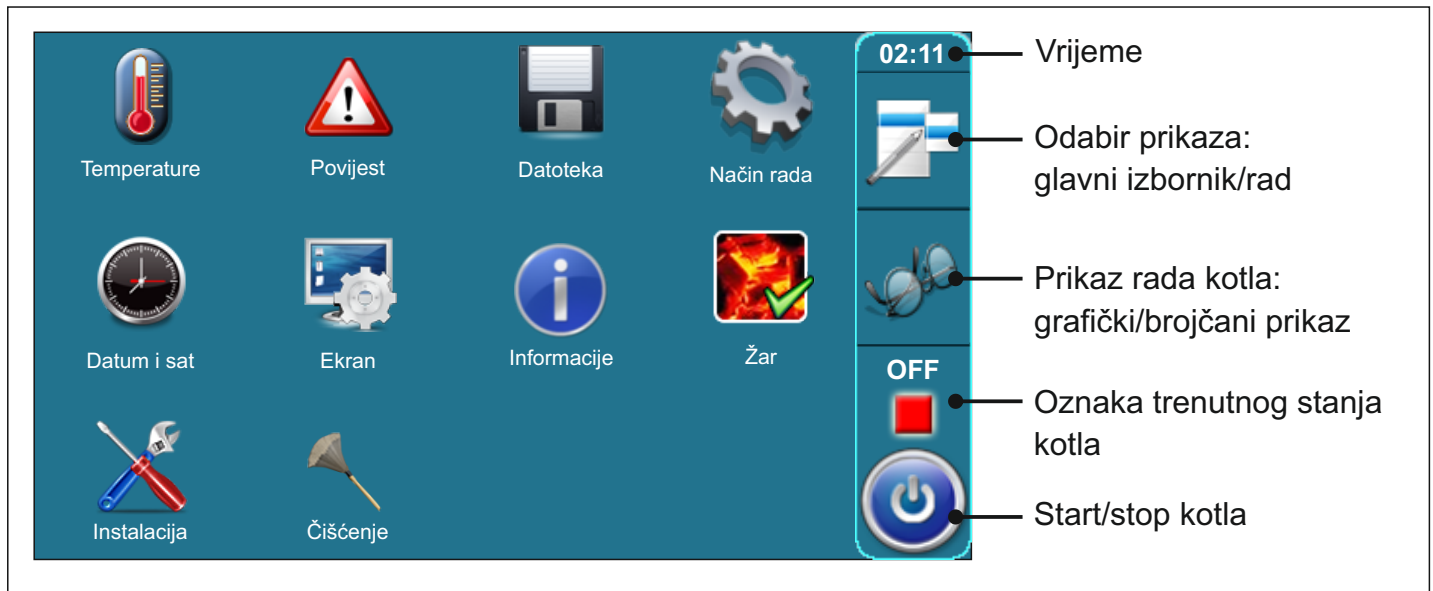 02:11
Vrijeme
Temperature
Povijest
Datoteka
Način rada
Odabir prikaza:
glavni izbornik/rad
Datum i sat
Ekran
Informacije
Žar
Prikaz rada kotla:
grafički/brojčani prikaz
OFF
Oznaka trenutnog stanja
kotla
Instalacija
Čišćenje
Start/stop kotla